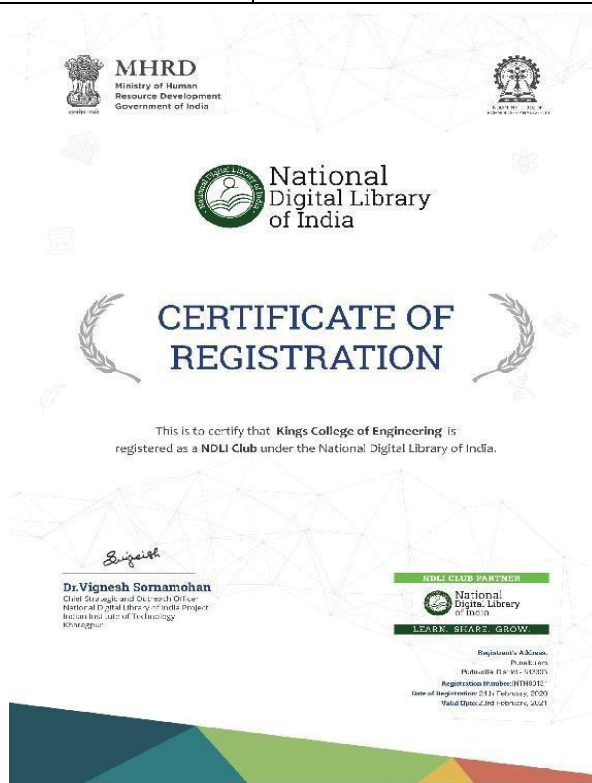 MHRD
Ministry of Human
Resource Development
Government of India
National
Digital Library
of India
CERTIFICATE OF
REGISTRATION
This is to certify that Kings College of Engineering is
registered as a NDLI Club under the National Digital Library of India.
Dr.Vignesh Sornamohan
Chief Strategic and Outreach Officer
National Digital Library of India Project
Indian Institute of Technology
Kharagpur
NDLI CLUB PARTNER
National
Digital Library
of India
LEARN. SHARE. GROW.
Registrant's Address:
District -
Registration Number:
Date of Registration: 24th February, 2020
Valid Upto: 23rd February, 2021